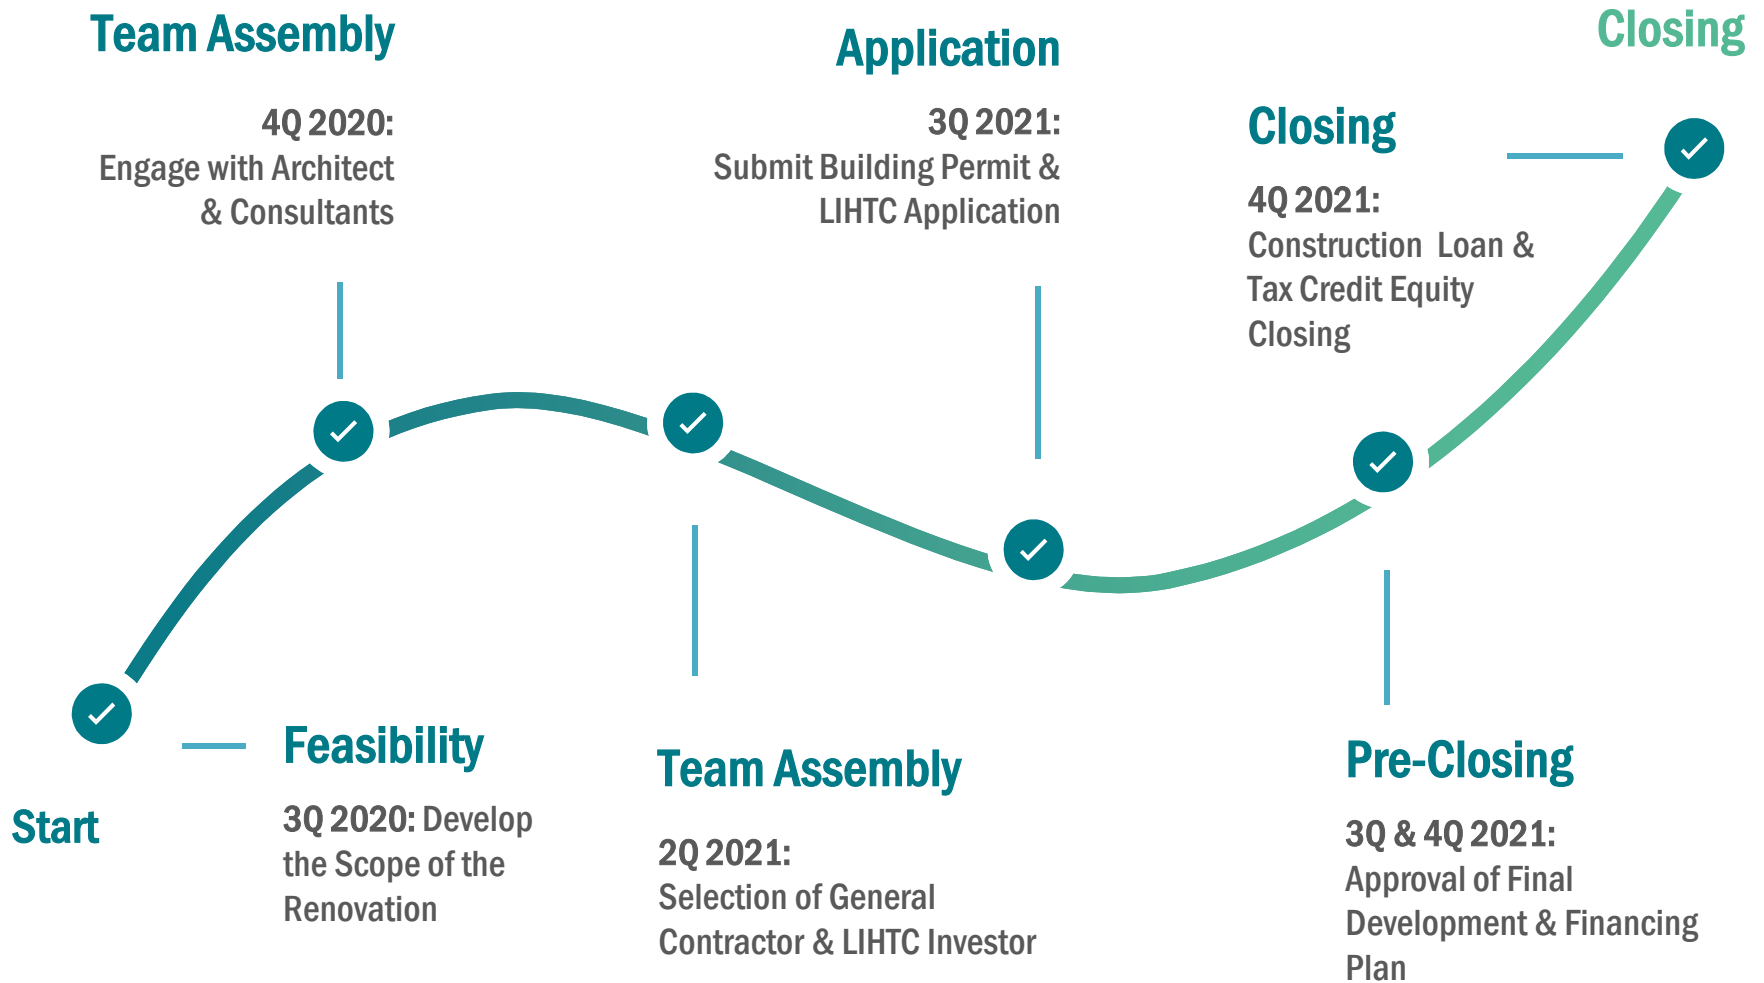 Team Assembly
4Q 2020:
Engage with Architect
& Consultants
Application
3Q 2021:
Submit Building Permit &
LIHTC Application
Closing
Closing
4Q 2021:
Construction Loan &
Tax Credit Equity
Closing
Start
Feasibility
3Q 2020: Develop
the Scope of the
Renovation
Team Assembly
2Q 2021:
Selection of General
Contractor & LIHTC Investor
Pre-Closing
3Q & 4Q 2021:
Approval of Final
Development & Financing
Plan